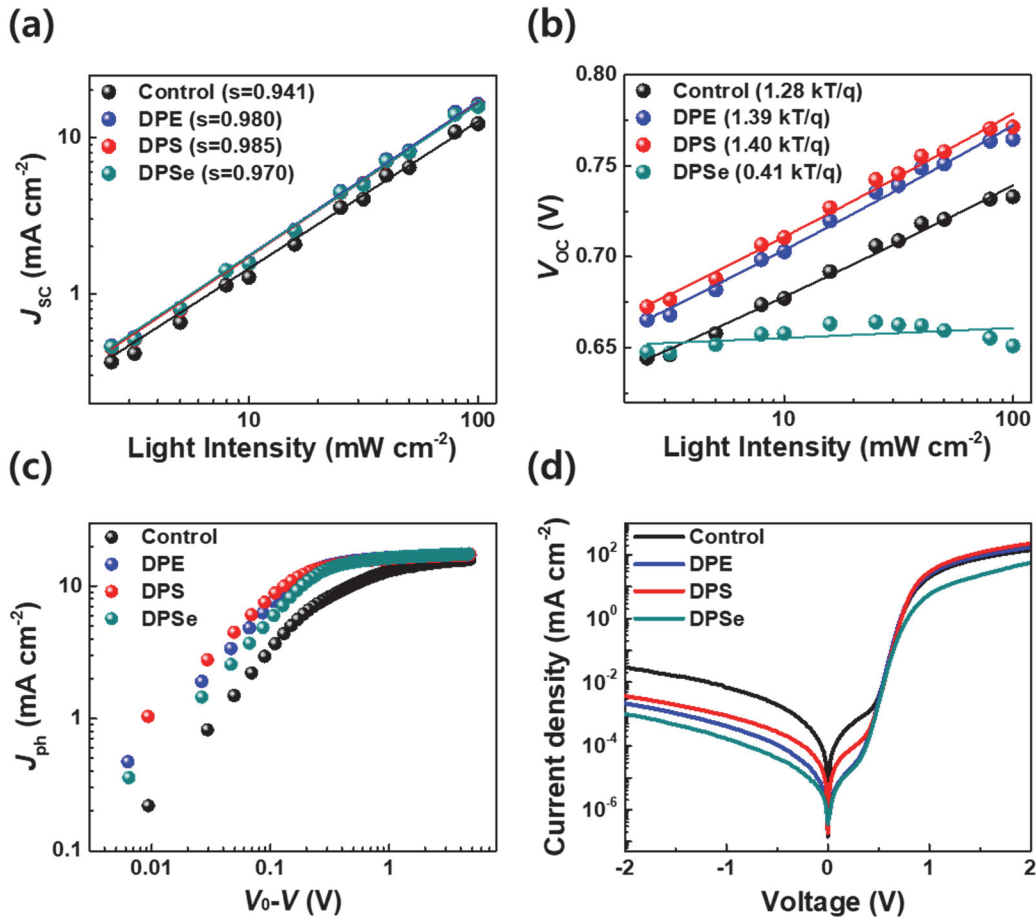 (a)
Control (s=0.941)
DPE (s=0.980)
DPS (s=0.985)
DPSe (s=0.970)
10
1
J_SC (mA cm⁻²)
10
100
Light Intensity (mW cm⁻²)
(b)
Control (1.28 kT/q)
DPE (1.39 kT/q)
DPS (1.40 kT/q)
DPSe (0.41 kT/q)
0.80
0.75
0.70
0.65
0.60
V_OC (V)
10
100
Light Intensity (mW cm⁻²)
(c)
Control
DPE
DPS
DPSe
10
1
0.1
J_ph (mA cm⁻²)
0.01
0.1
1
V₀-V (V)
(d)
Control
DPE
DPS
DPSe
10²
10⁰
10⁻²
10⁻⁴
10⁻⁶
Current density (mA cm⁻²)
-2
-1
0
1
2
Voltage (V)